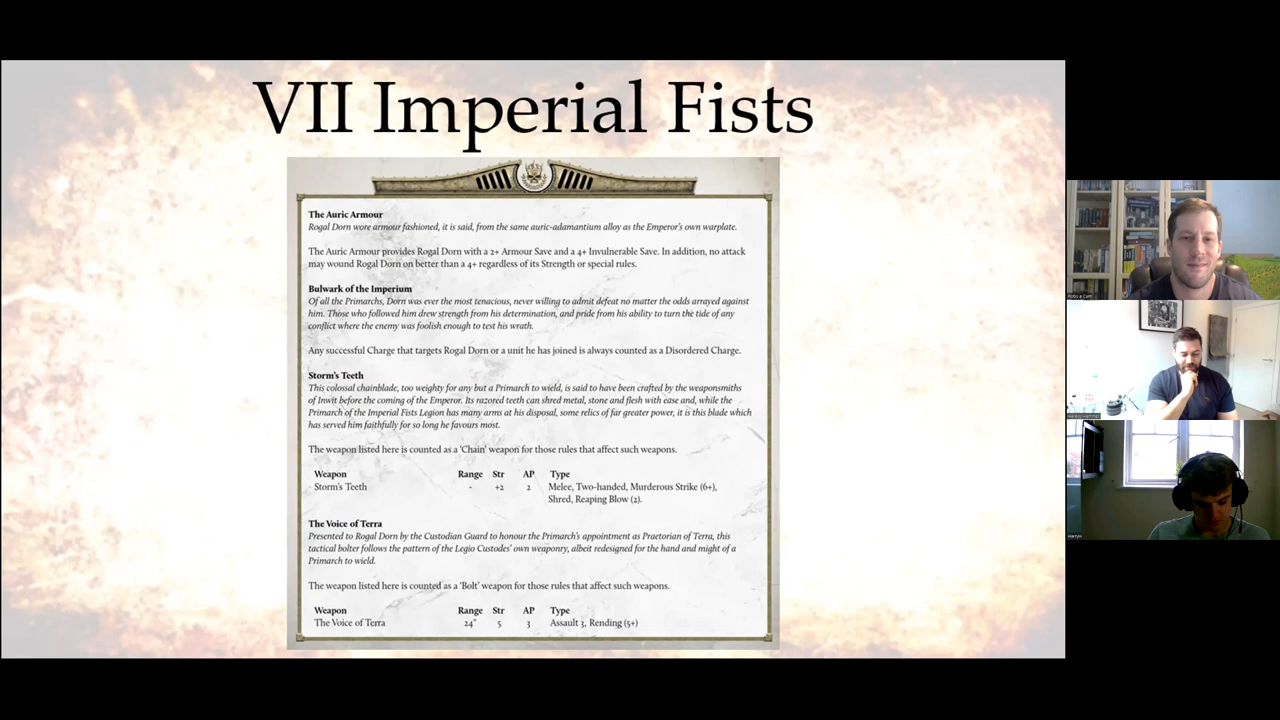 VII Imperial Fists
The Auric Armour
Rogal Dorn wore armour fashioned, it is said, from the same auric-adamantium alloy as the Emperor's own warplate.
The Auric Armour provides Rogal Dorn with a 2+ Armour Save and a 4+ Invulnerable Save. In addition, no attack
may wound Rogal Dorn on better than a 4+ regardless of its Strength or special rules.
Bulwark of the Imperium
Of all the Primarchs, Dorn was ever the most tenacious, never willing to admit defeat no matter the odds arrayed against
him. Those who followed him drew strength from his determination, and pride from his ability to turn the tide of any
conflict where the enemy was foolish enough to test his wrath.
Any successful Charge that targets Rogal Dorn or a unit he has joined is always counted as a Disordered Charge.
Storm's Teeth
This colossal chainblade, too weighty for any but a Primarch to wield, is said to have been crafted by the weaponsmiths
of Inwit before the coming of the Emperor. Its razored teeth can shred metal, stone and flesh with ease and, while the
Primarch of the Imperial Fists Legion has many arms at his disposal, some relics of far greater power, it is this blade which
has served him faithfully for so long he favours most.
The weapon listed here is counted as a 'Chain' weapon for those rules that affect such weapons.
Weapon Range Str AP Type
Storm's Teeth - +2 2 Melee, Two-handed, Murderous Strike (6+),
Shred, Reaping Blow (2).
The Voice of Terra
Presented to Rogal Dorn by the Custodian Guard to honour the Primarch's appointment as Praetorian of Terra, this
tactical bolter follows the pattern of the Legio Custodes' own weaponry, albeit redesigned for the hand and might of a
Primarch to wield.
The weapon listed here is counted as a 'Bolt' weapon for those rules that affect such weapons.
Weapon Range Str AP Type
The Voice of Terra 24" 5 3 Assault 3, Rending (5+)